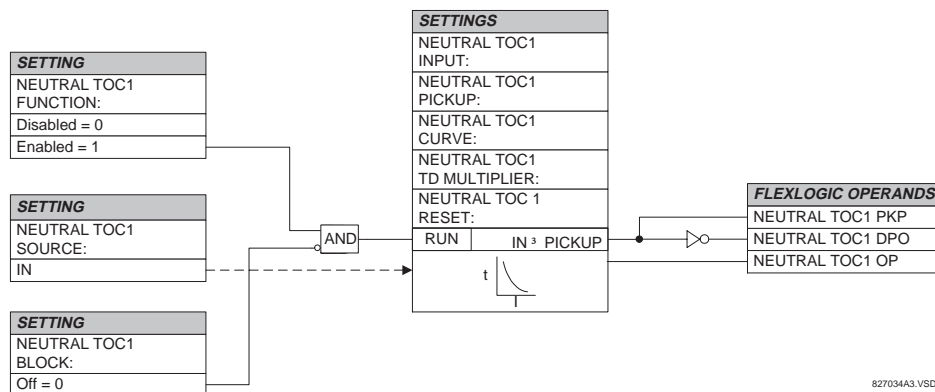 SETTING
NEUTRAL TOC1
FUNCTION:
Disabled = 0
Enabled = 1
SETTING
NEUTRAL TOC1
SOURCE:
IN
SETTING
NEUTRAL TOC1
BLOCK:
Off = 0
AND
SETTINGS
NEUTRAL TOC1
INPUT:
NEUTRAL TOC1
PICKUP:
NEUTRAL TOC1
CURVE:
NEUTRAL TOC1
TD MULTIPLIER:
NEUTRAL TOC 1
RESET:
RUN IN ³ PICKUP
t
I
FLEXLOGIC OPERANDS
NEUTRAL TOC1 PKP
NEUTRAL TOC1 DPO
NEUTRAL TOC1 OP
827034A3.VSD